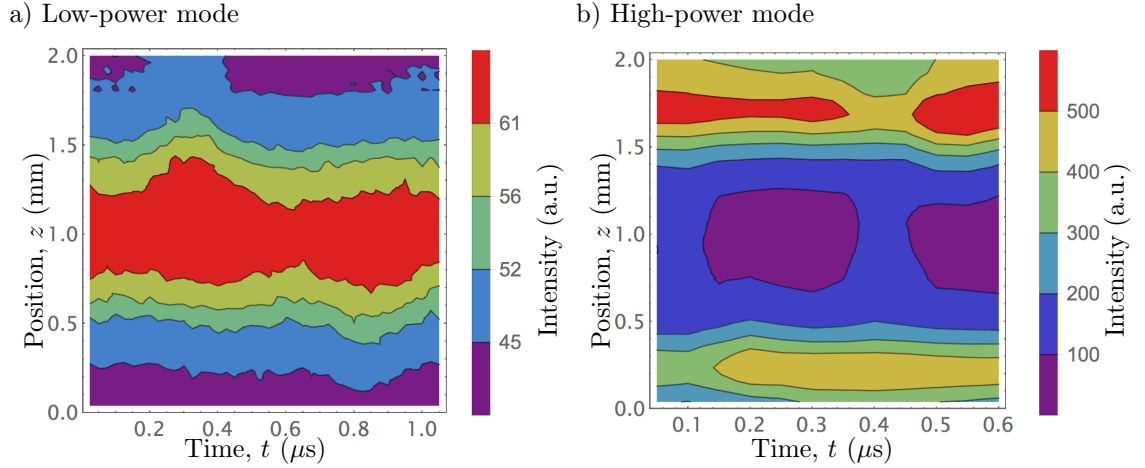 a) Low-power mode
b) High-power mode
Position, z (mm)
2.0
1.5
1.0
0.5
0.0
0.2 0.4 0.6 0.8 1.0
Time, t (μs)
61
56
52
45
Intensity (a.u.)
Position, z (mm)
2.0
1.5
1.0
0.5
0.0
0.1 0.2 0.3 0.4 0.5 0.6
Time, t (μs)
500
400
300
200
100
Intensity (a.u.)